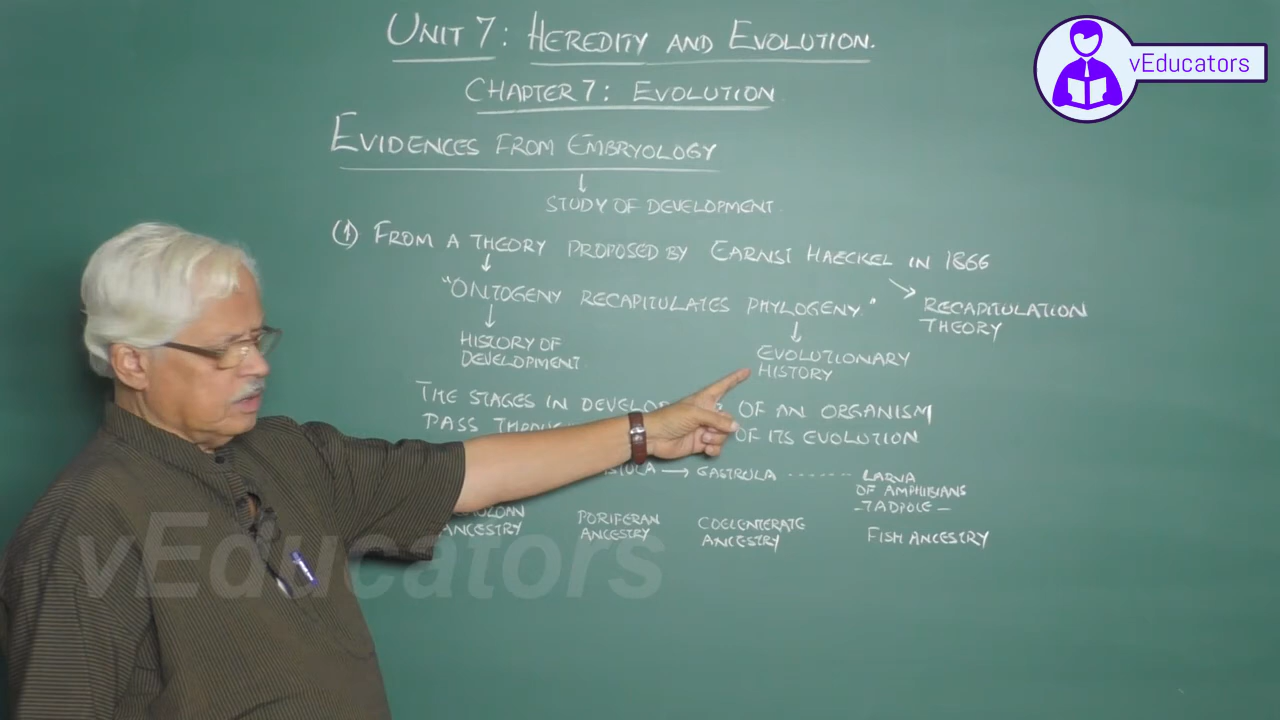 UNIT 7: HEREDITY AND EVOLUTION.
vEducators
CHAPTER 7: EVOLUTION
EVIDENCES FROM EMBRYOLOGY
STUDY OF DEVELOPMENT
(1) FROM A THEORY PROPOSED BY EARNST HAECKEL IN 1866
"ONTOGENY RECAPITULATES PHYLOGENY."
RECAPITULATION
THEORY
HISTORY OF
DEVELOPMENT
EVOLUTIONARY
HISTORY
THE STAGES IN OF AN ORGANISM
PASS OF ITS EVOLUTION
GASTRULA ------- LARVA
OF AMPHIBIANS
-TADPOLE-
ANCESTRY
PORIFERAN
ANCESTRY
COELENTERATE
ANCESTRY
FISH ANCESTRY
vEducators